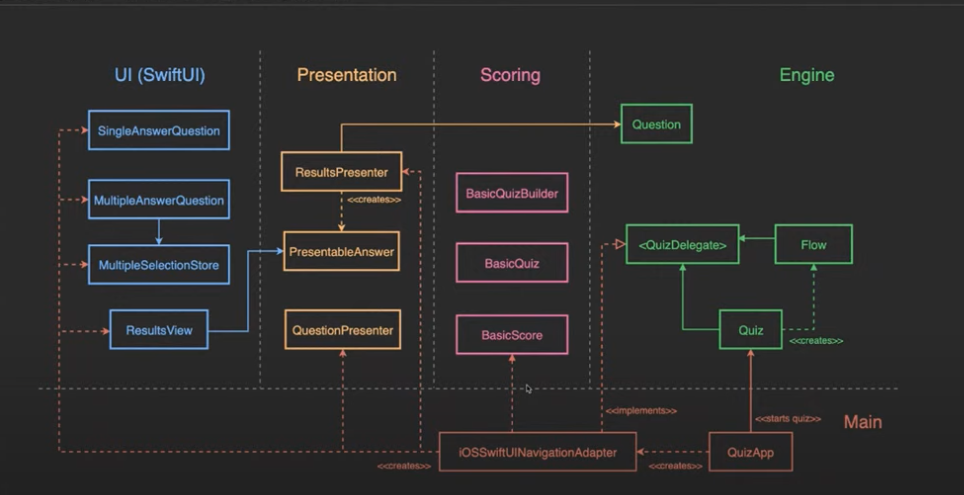 UI (SwiftUI)
Presentation
Scoring
Engine
SingleAnswerQuestion
Question
ResultsPresenter
<<creates>>
MultipleAnswerQuestion
BasicQuizBuilder
<QuizDelegate>
Flow
PresentableAnswer
MultipleSelectionStore
BasicQuiz
ResultsView
QuestionPresenter
BasicScore
Quiz
<<creates>>
<<implements>>
<<starts quiz>>
Main
iOSSwiftUINavigationAdapter
QuizApp
<<creates>>
<<creates>>